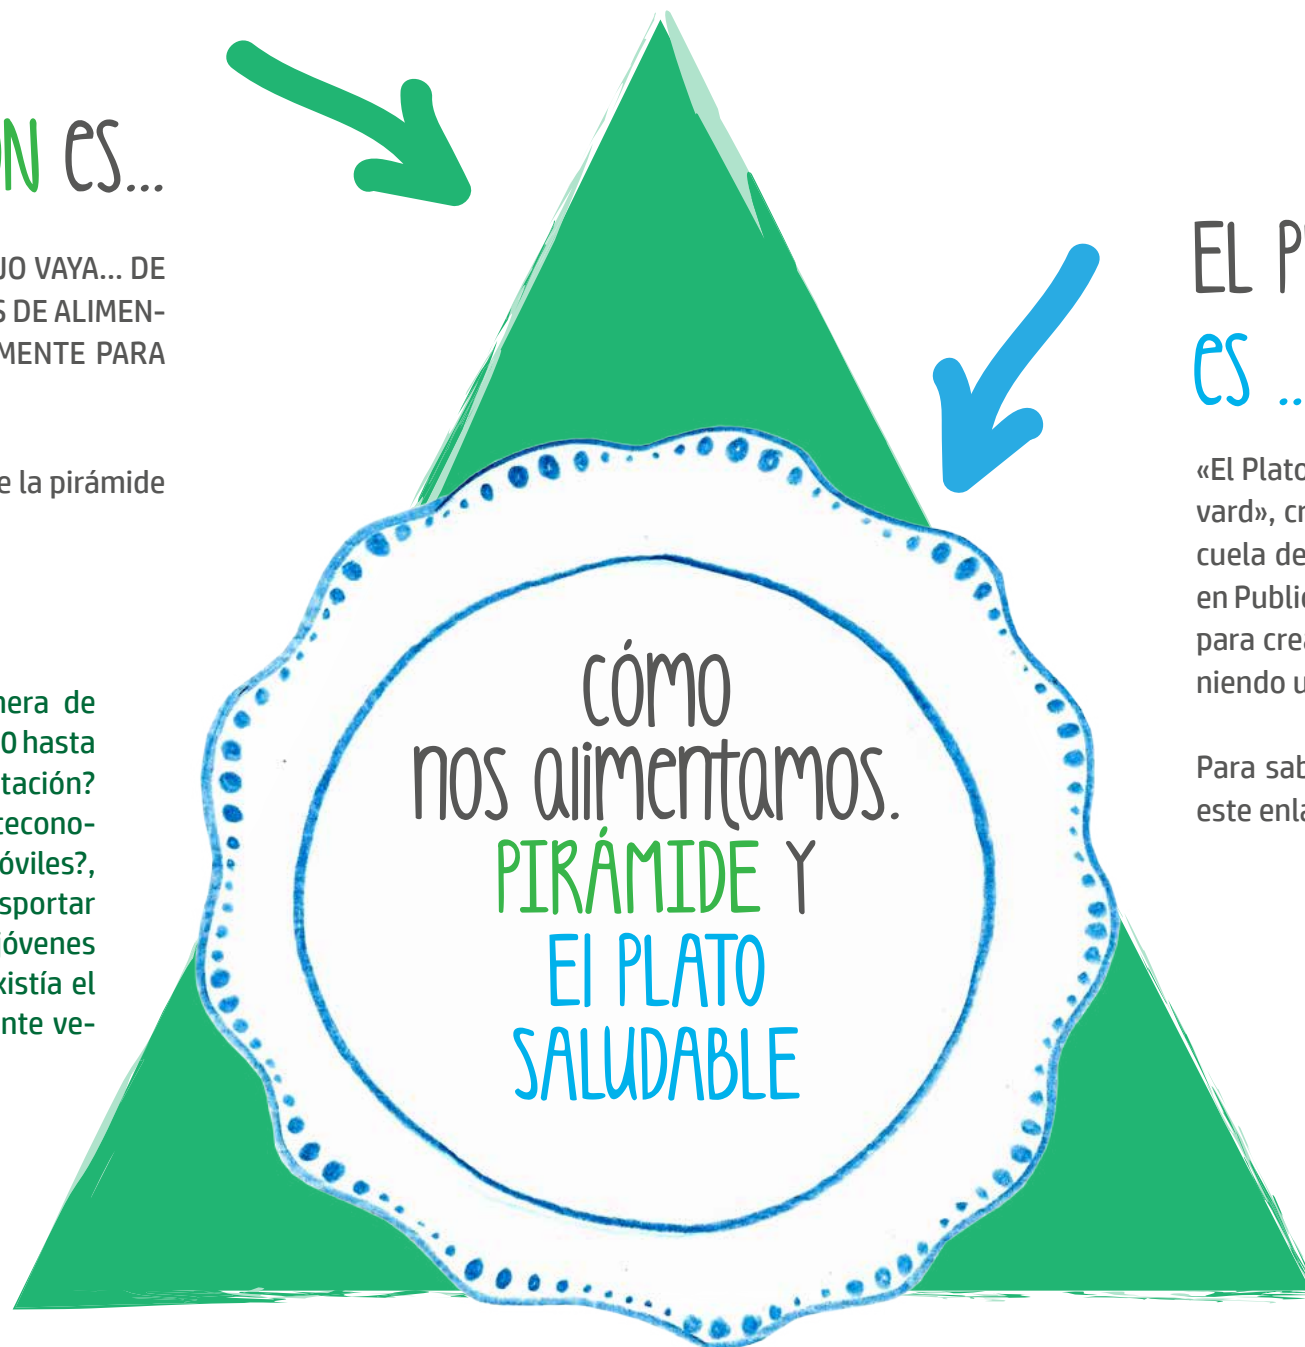 ÓN es...
JO VAYA... DE
S DE ALIMEN-
MENTE PARA
e la pirámide
nera de
0 hasta
tación?
tecono-
óviles?,
sportar
jóvenes
xistía el
nte ve-
cómo
nos alimentamos.
PIRÁMIDE Y
El PLATO
SALUDABLE
EL P
es ...
«El Plato
vard», cr
cuela de
en Public
para crea
niendo u
Para sab
este enla